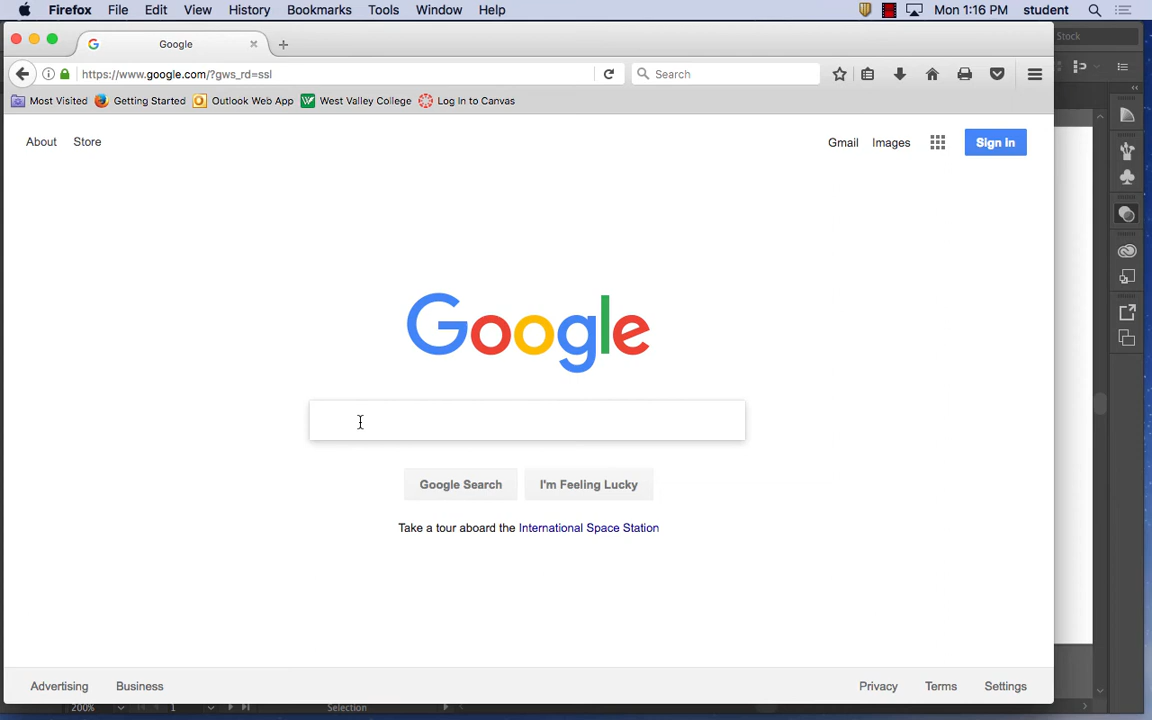 Firefox File Edit View History Bookmarks Tools Window Help Mon 1:16 PM student
Google
Stock
https://www.google.com/?gws_rd=ssl Search
Most Visited Getting Started Outlook Web App West Valley College Log In to Canvas
About Store Gmail Images Sign in
Google
Google Search I'm Feeling Lucky
Take a tour aboard the International Space Station
Advertising Business Privacy Terms Settings
200% 1 Selection